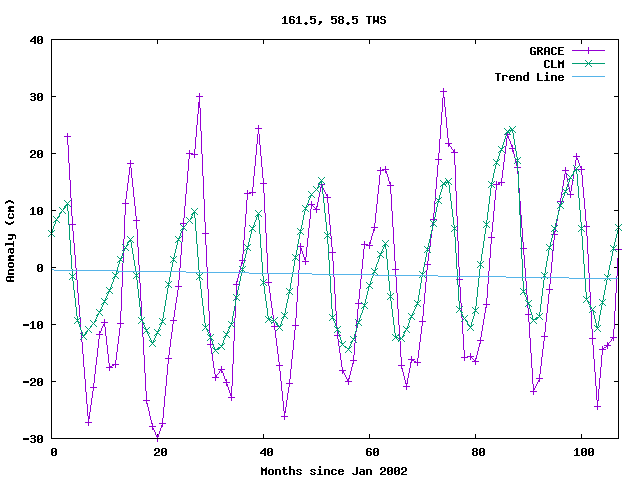 161.5, 58.5 TWS
GRACE
CLM
Trend Line
40
30
20
10
0
-10
-20
-30
Anomaly (cm)
0 20 40 60 80 100
Months since Jan 2002